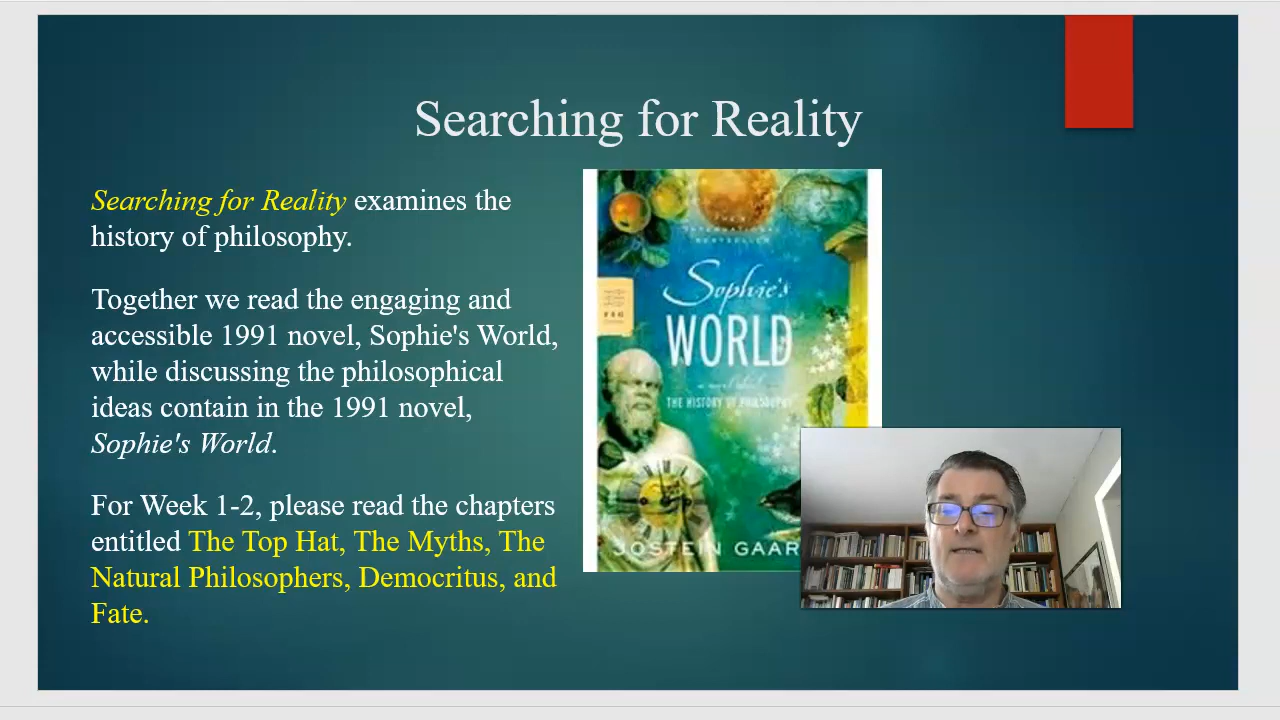 Searching for Reality
Searching for Reality examines the
history of philosophy.
Together we read the engaging and
accessible 1991 novel, Sophie's World,
while discussing the philosophical
ideas contain in the 1991 novel,
Sophie's World.
For Week 1-2, please read the chapters
entitled The Top Hat, The Myths, The
Natural Philosophers, Democritus, and
Fate.
Sophie's
WORLD
THE HISTORY OF PHILOSOPHY
JOSTEIN GAAR